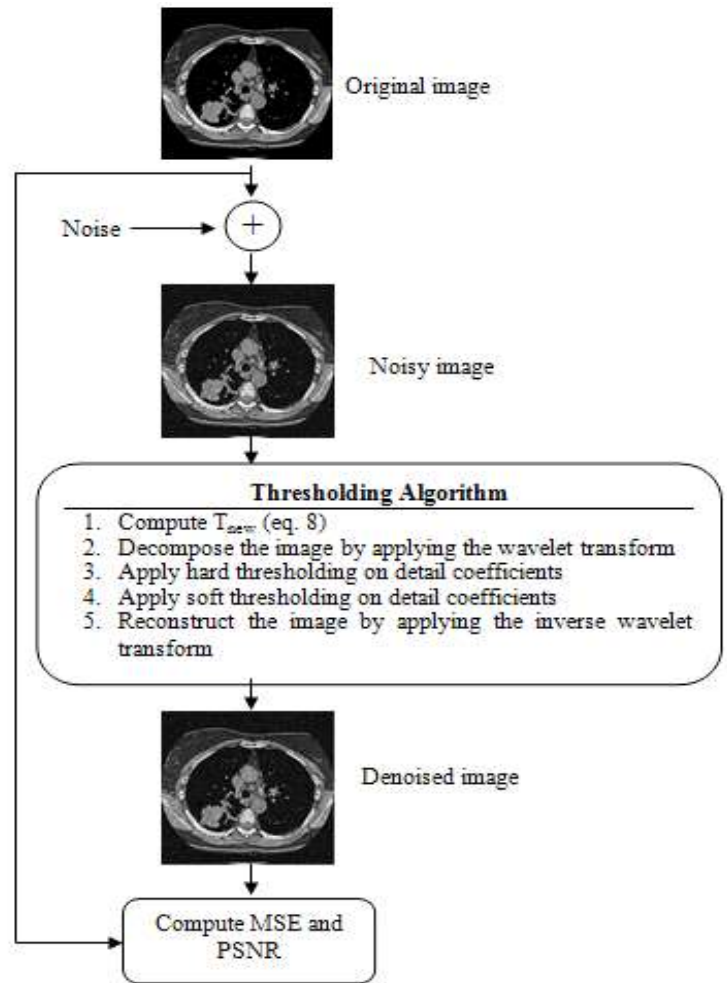 Original image
Noise
+
Noisy image
Thresholding Algorithm
1. Compute Tnew (eq. 8)
2. Decompose the image by applying the wavelet transform
3. Apply hard thresholding on detail coefficients
4. Apply soft thresholding on detail coefficients
5. Reconstruct the image by applying the inverse wavelet
transform
Denoised image
Compute MSE and
PSNR